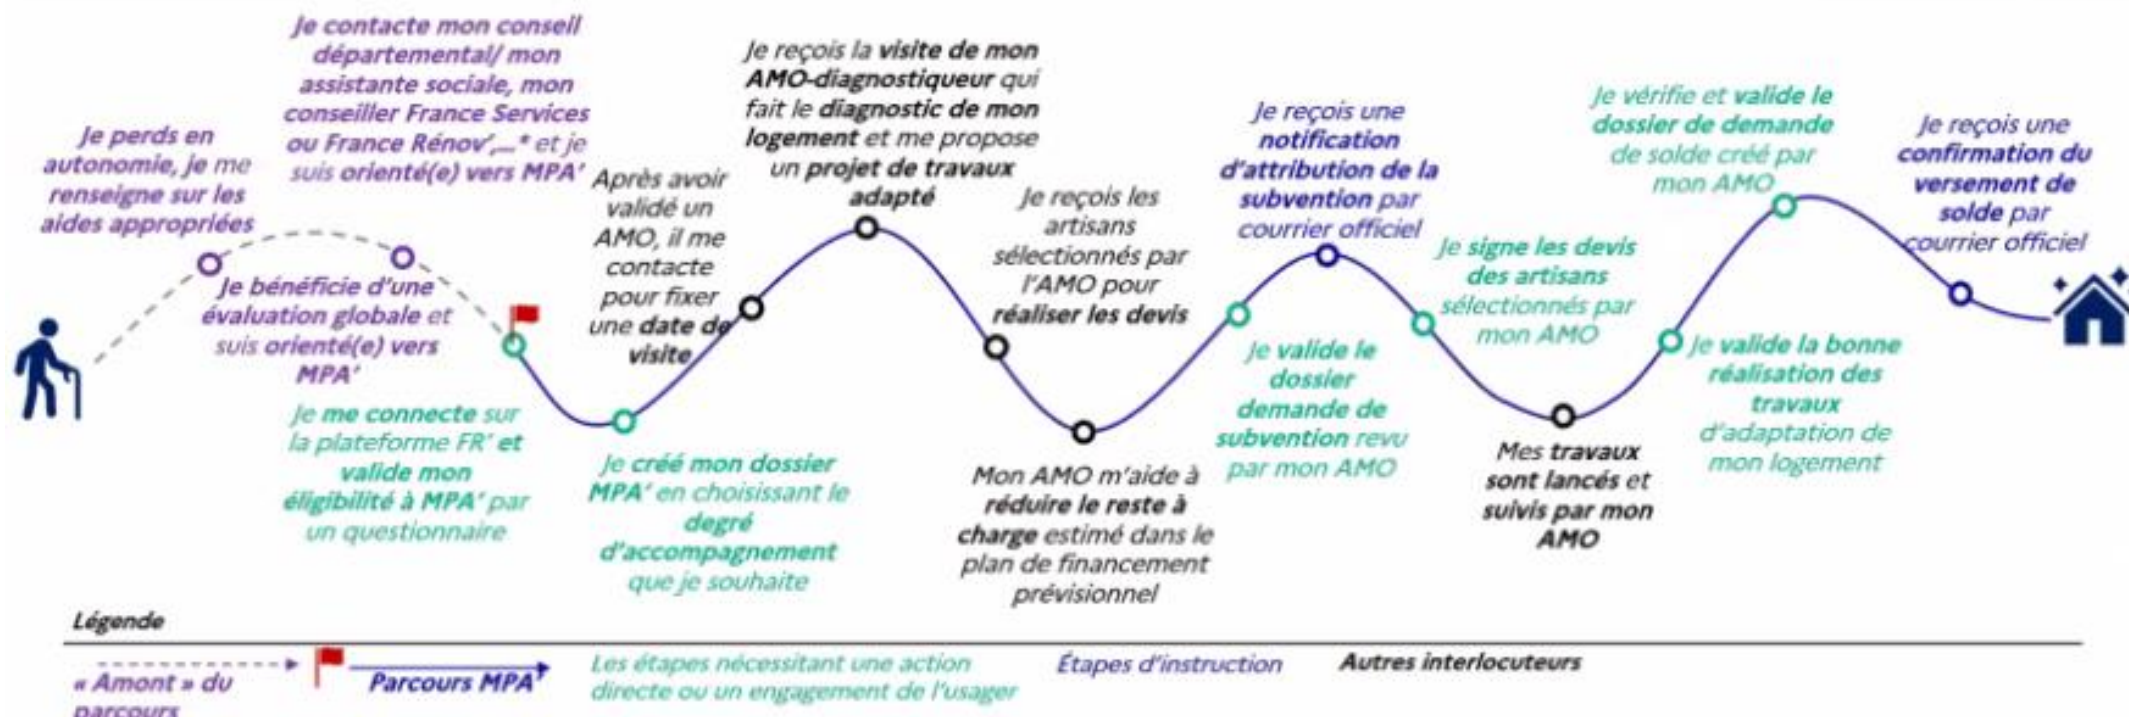 Je perds en
autonomie, je me
renseigne sur les
aides appropriées
Je contacte mon conseil
départemental/ mon
assistante sociale, mon
conseiller France Services
ou France Rénov',...* et je
suis orienté(e) vers MPA'
Je bénéficie d'une
évaluation globale et
suis orienté(e) vers
MPA'
Je me connecte sur
la plateforme FR' et
valide mon
éligibilité à MPA' par
un questionnaire
Je créé mon dossier
MPA' en choisissant le
degré
d'accompagnement
que je souhaite
Après avoir
validé un
AMO, il me
contacte
pour fixer
une date de
visite
Je reçois la visite de mon
AMO-diagnostiqueur qui
fait le diagnostic de mon
logement et me propose
un projet de travaux
adapté
Je reçois les
artisans
sélectionnés par
l'AMO pour
réaliser les devis
Mon AMO m'aide à
réduire le reste à
charge estimé dans le
plan de financement
prévisionnel
Je valide le
dossier
demande de
subvention revu
par mon AMO
Je reçois une
notification
d'attribution de la
subvention par
courrier officiel
Je signe les devis
des artisans
sélectionnés par
mon AMO
Mes travaux
sont lancés et
suivis par mon
AMO
Je valide la bonne
réalisation des
travaux
d'adaptation de
mon logement
Je vérifie et valide le
dossier de demande
de solde créé par
mon AMO
Je reçois une
confirmation du
versement de
solde par
courrier officiel
Légende
« Amont » du
parcours
Parcours MPA'
Les étapes nécessitant une action
directe ou un engagement de l'usager
Étapes d'instruction
Autres interlocuteurs